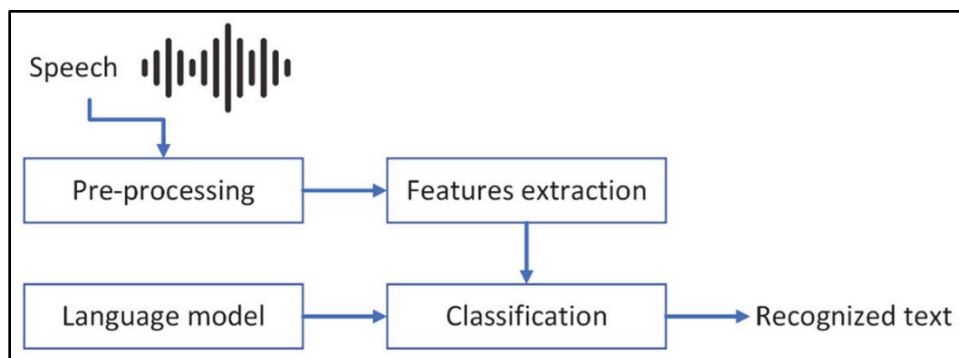 Speech
Pre-processing
Features extraction
Language model
Classification
Recognized text